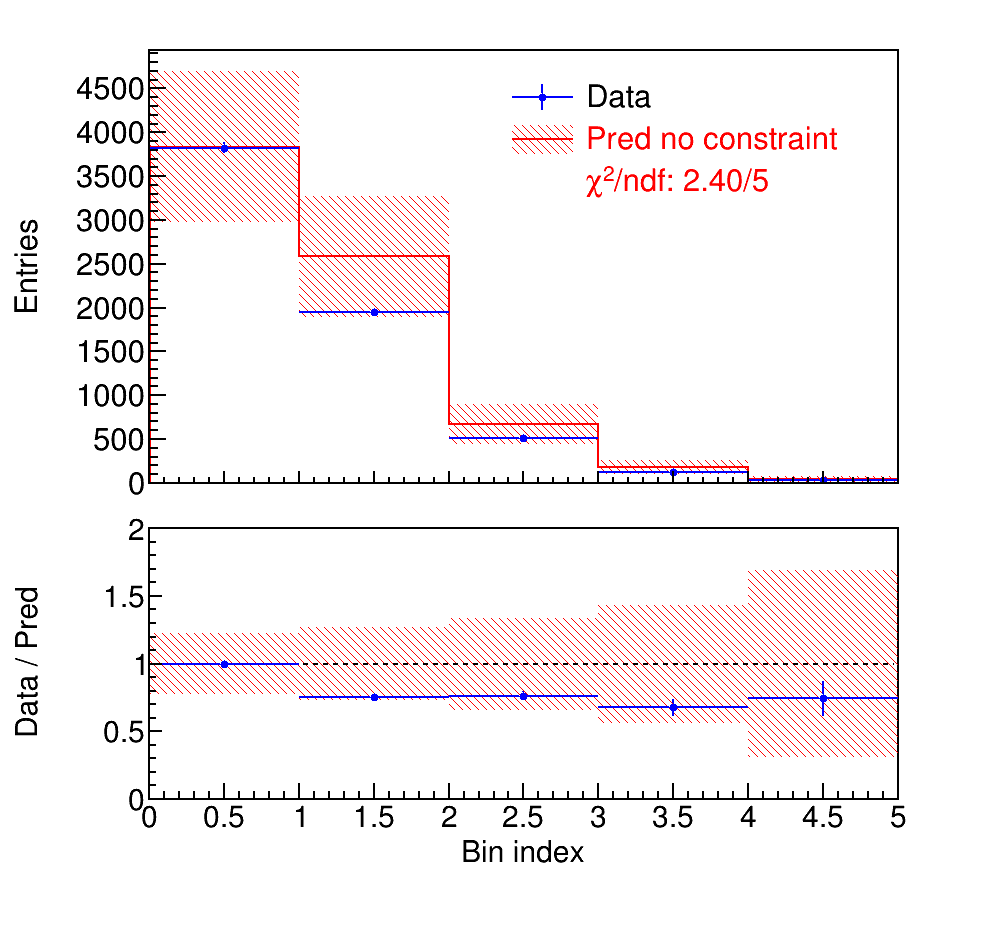 4500
4000
3500
3000
2500
2000
1500
1000
500
0
Entries
Data
Pred no constraint
χ²/ndf: 2.40/5
2
1.5
1
0.5
0
Data / Pred
0 0.5 1 1.5 2 2.5 3 3.5 4 4.5 5
Bin index